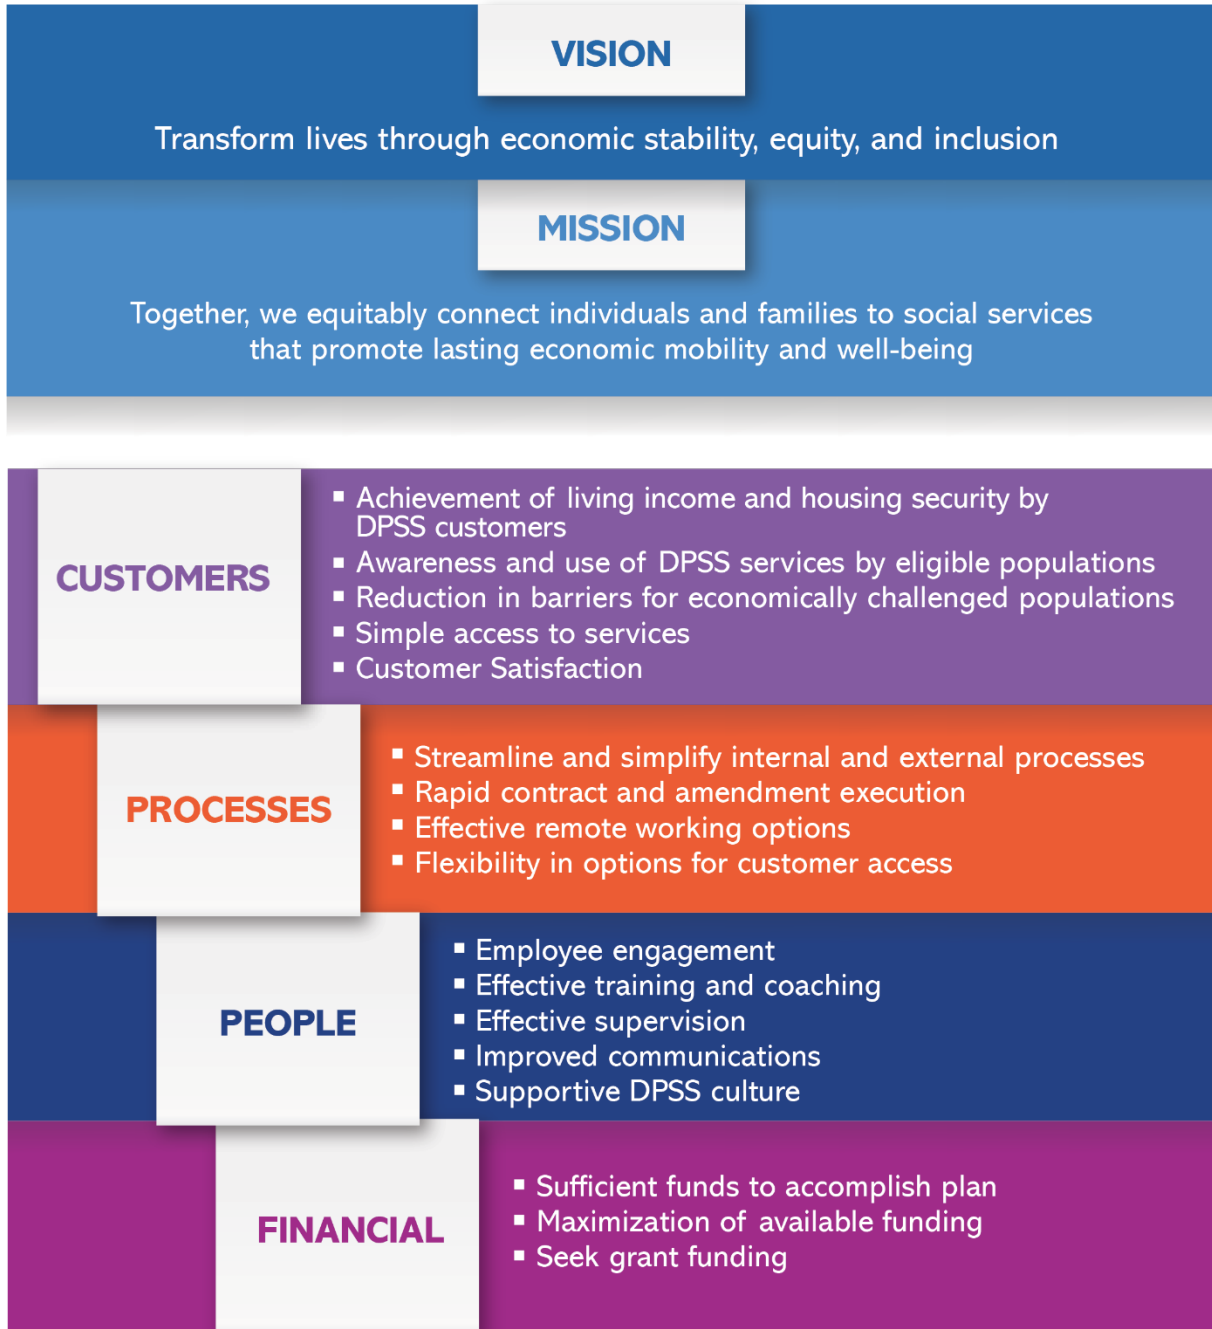 VISION
Transform lives through economic stability, equity, and inclusion
MISSION
Together, we equitably connect individuals and families to social services
that promote lasting economic mobility and well-being
CUSTOMERS
▪ Achievement of living income and housing security by
DPSS customers
▪ Awareness and use of DPSS services by eligible populations
▪ Reduction in barriers for economically challenged populations
▪ Simple access to services
▪ Customer Satisfaction
PROCESSES
▪ Streamline and simplify internal and external processes
▪ Rapid contract and amendment execution
▪ Effective remote working options
▪ Flexibility in options for customer access
PEOPLE
▪ Employee engagement
▪ Effective training and coaching
▪ Effective supervision
▪ Improved communications
▪ Supportive DPSS culture
FINANCIAL
▪ Sufficient funds to accomplish plan
▪ Maximization of available funding
▪ Seek grant funding